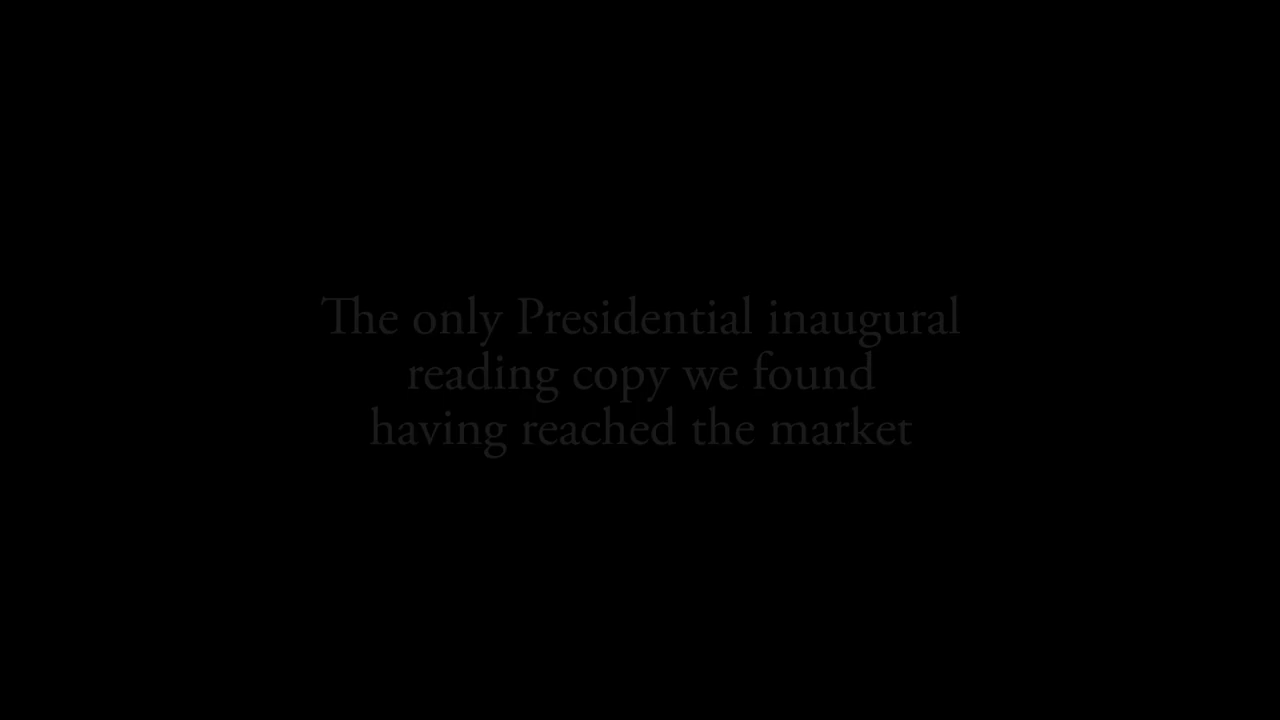 The only Presidential inaugural
reading copy we found
having reached the market